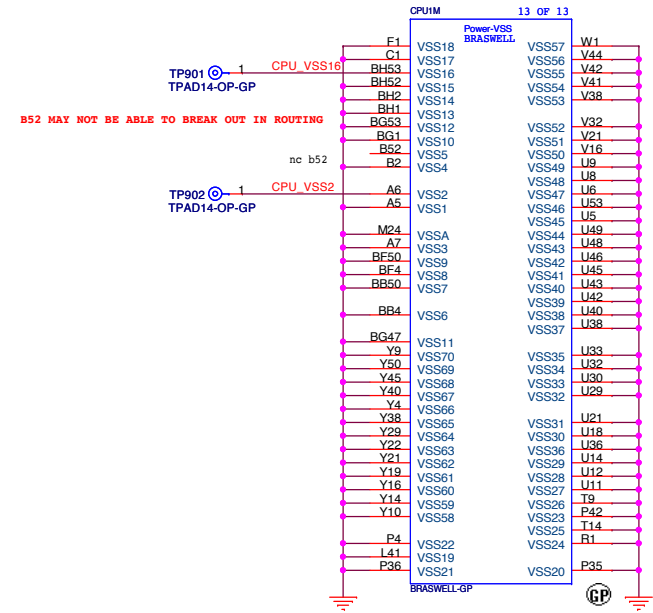 CPU1M 13 OF 13
Power-VSS
BRASWELL
F1 VSS18 VSS57 W1
C1 VSS17 VSS56 V44
TP901 1 CPU_VSS16 BH53 VSS16 VSS55 V42
TPAD14-OP-GP BH52 VSS15 VSS54 V41
BH2 VSS14 VSS53 V38
BH1 VSS13
B52 MAY NOT BE ABLE TO BREAK OUT IN ROUTING BG53 VSS12 VSS52 V32
BG1 VSS10 VSS51 V21
nc b52 B52 VSS5 VSS50 V16
B2 VSS4 VSS49 U9
VSS48 U8
TP902 1 CPU_VSS2 A6 VSS2 VSS47 U6
TPAD14-OP-GP A5 VSS1 VSS46 U53
VSS45 U5
M24 VSSA VSS44 U49
A7 VSS3 VSS43 U48
BF50 VSS9 VSS42 U46
BF4 VSS8 VSS41 U45
BB50 VSS7 VSS40 U43
VSS39 U42
BB4 VSS6 VSS38 U40
VSS37 U38
BG47 VSS11
Y9 VSS70 VSS35 U33
Y50 VSS69 VSS34 U32
Y45 VSS68 VSS33 U30
Y40 VSS67 VSS32 U29
Y4 VSS66
Y38 VSS65 VSS31 U21
Y29 VSS64 VSS30 U18
Y22 VSS63 VSS36 U36
Y21 VSS62 VSS29 U14
Y19 VSS61 VSS28 U12
Y16 VSS60 VSS27 U11
Y14 VSS59 VSS26 T9
Y10 VSS58 VSS23 P42
VSS25 T14
P4 VSS22 VSS24 R1
L41 VSS19
P36 VSS21 VSS20 P35
BRASWELL-GP GP